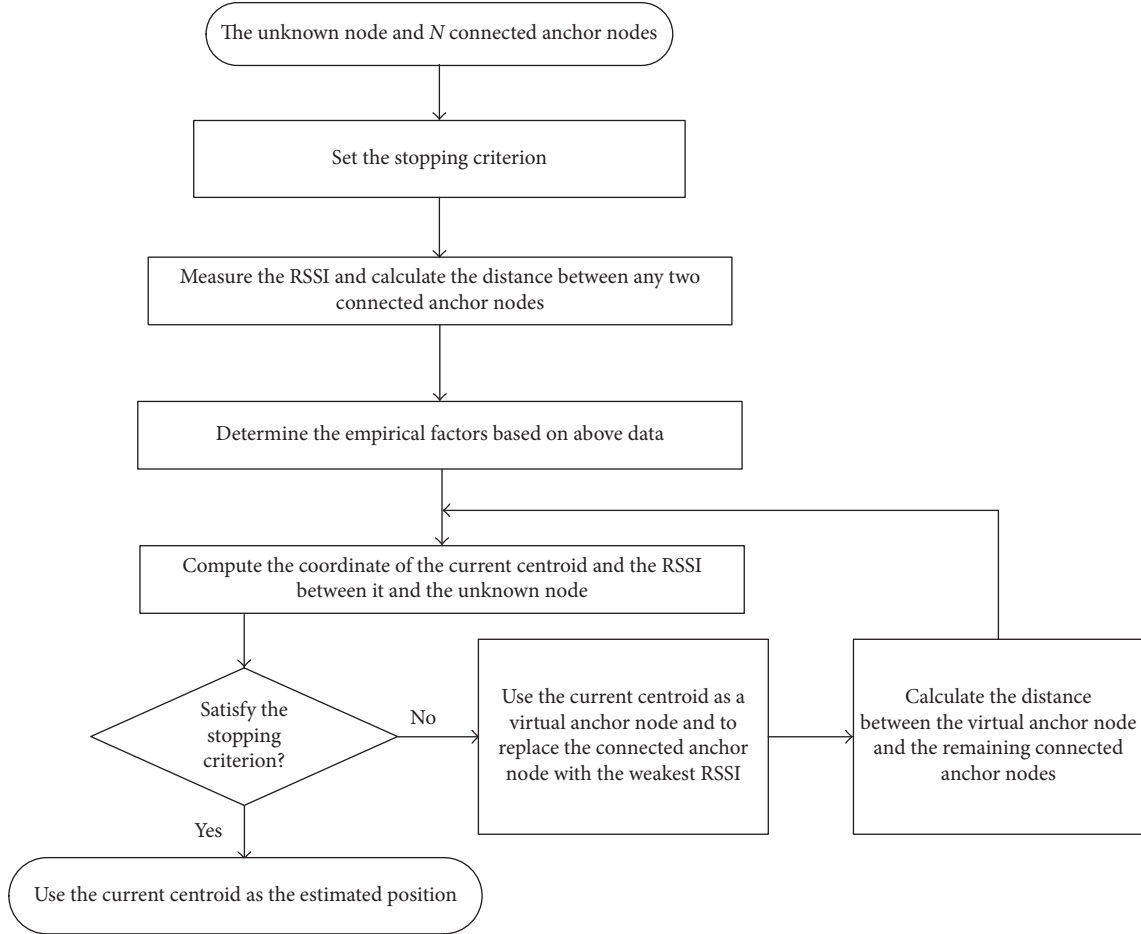 The unknown node and N connected anchor nodes
Set the stopping criterion
Measure the RSSI and calculate the distance between any two
connected anchor nodes
Determine the empirical factors based on above data
Compute the coordinate of the current centroid and the RSSI
between it and the unknown node
Satisfy the
stopping
criterion?
No
Use the current centroid as a
virtual anchor node and to
replace the connected anchor
node with the weakest RSSI
Calculate the distance
between the virtual anchor node
and the remaining connected
anchor nodes
Yes
Use the current centroid as the estimated position